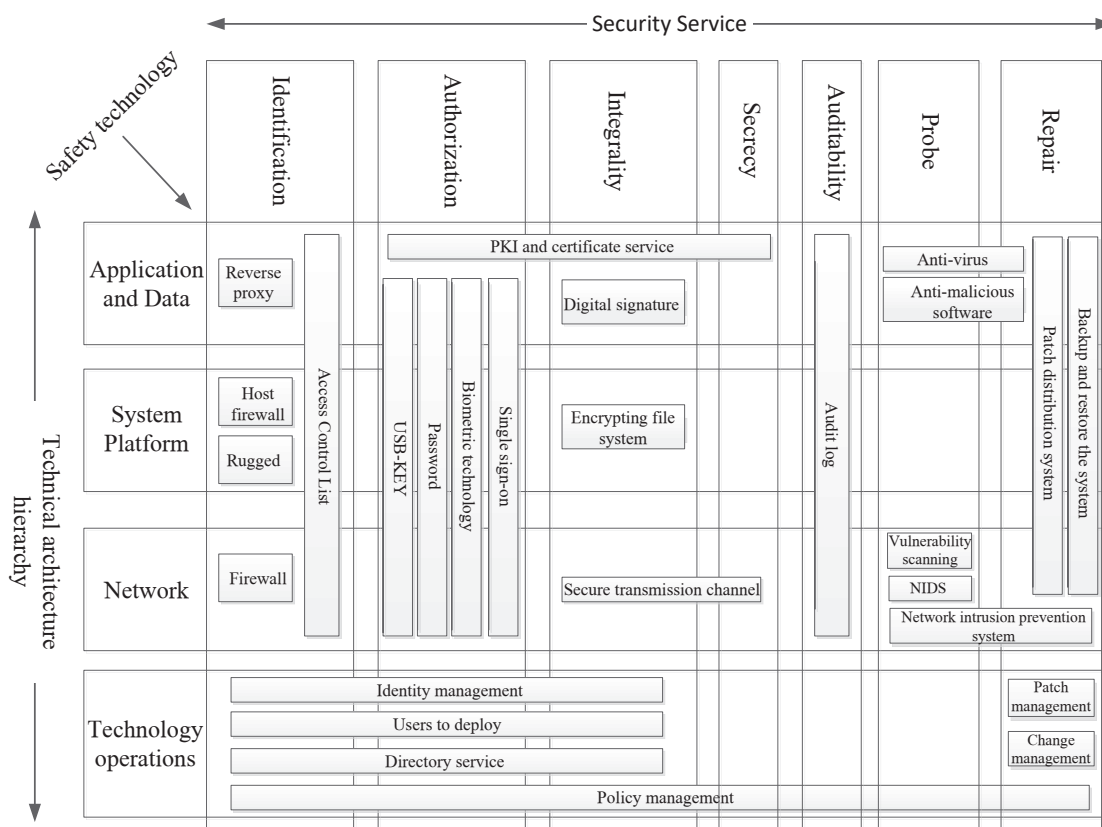 Security Service
Safety technology
Identification
Authorization
Integrality
Secrecy
Auditability
Probe
Repair
Technical architecture
hierarchy
Application
and Data
Reverse
proxy
Access Control List
PKI and certificate service
USB-KEY
Password
Biometric technology
Single sign-on
Digital signature
Audit log
Anti-virus
Anti-malicious
software
Patch distribution system
Backup and restore the system
System
Platform
Host
firewall
Rugged
Encrypting file
system
Network
Firewall
Secure transmission channel
Vulnerability
scanning
NIDS
Network intrusion prevention
system
Technology
operations
Identity management
Users to deploy
Directory service
Policy management
Patch
management
Change
management